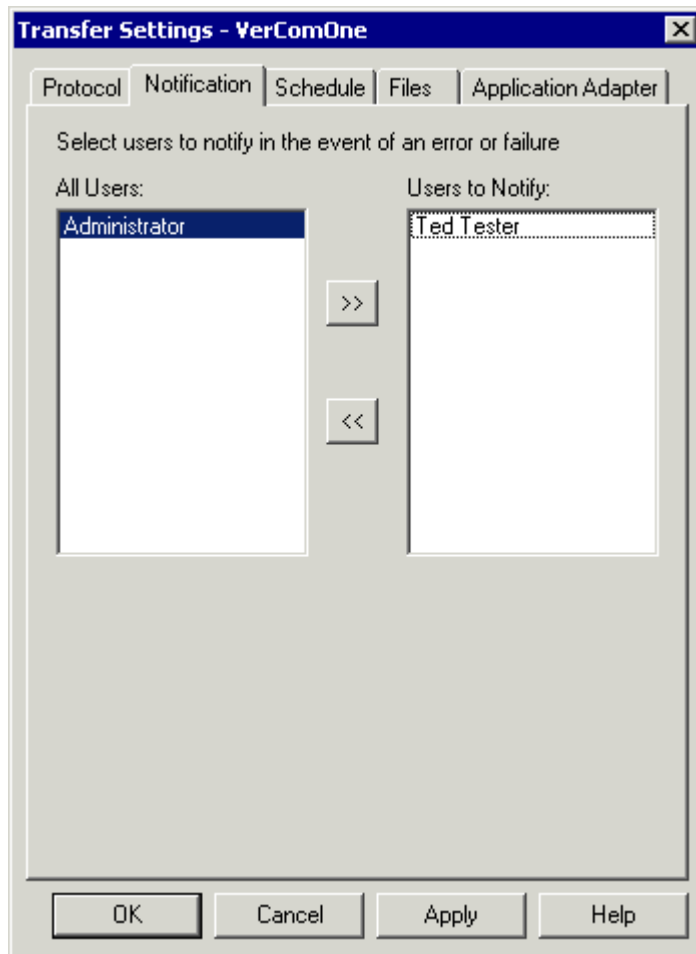 Transfer Settings - VerComOne
Protocol Notification Schedule Files Application Adapter
Select users to notify in the event of an error or failure
All Users: Users to Notify:
Administrator Ted Tester
>>
<<
OK Cancel Apply Help